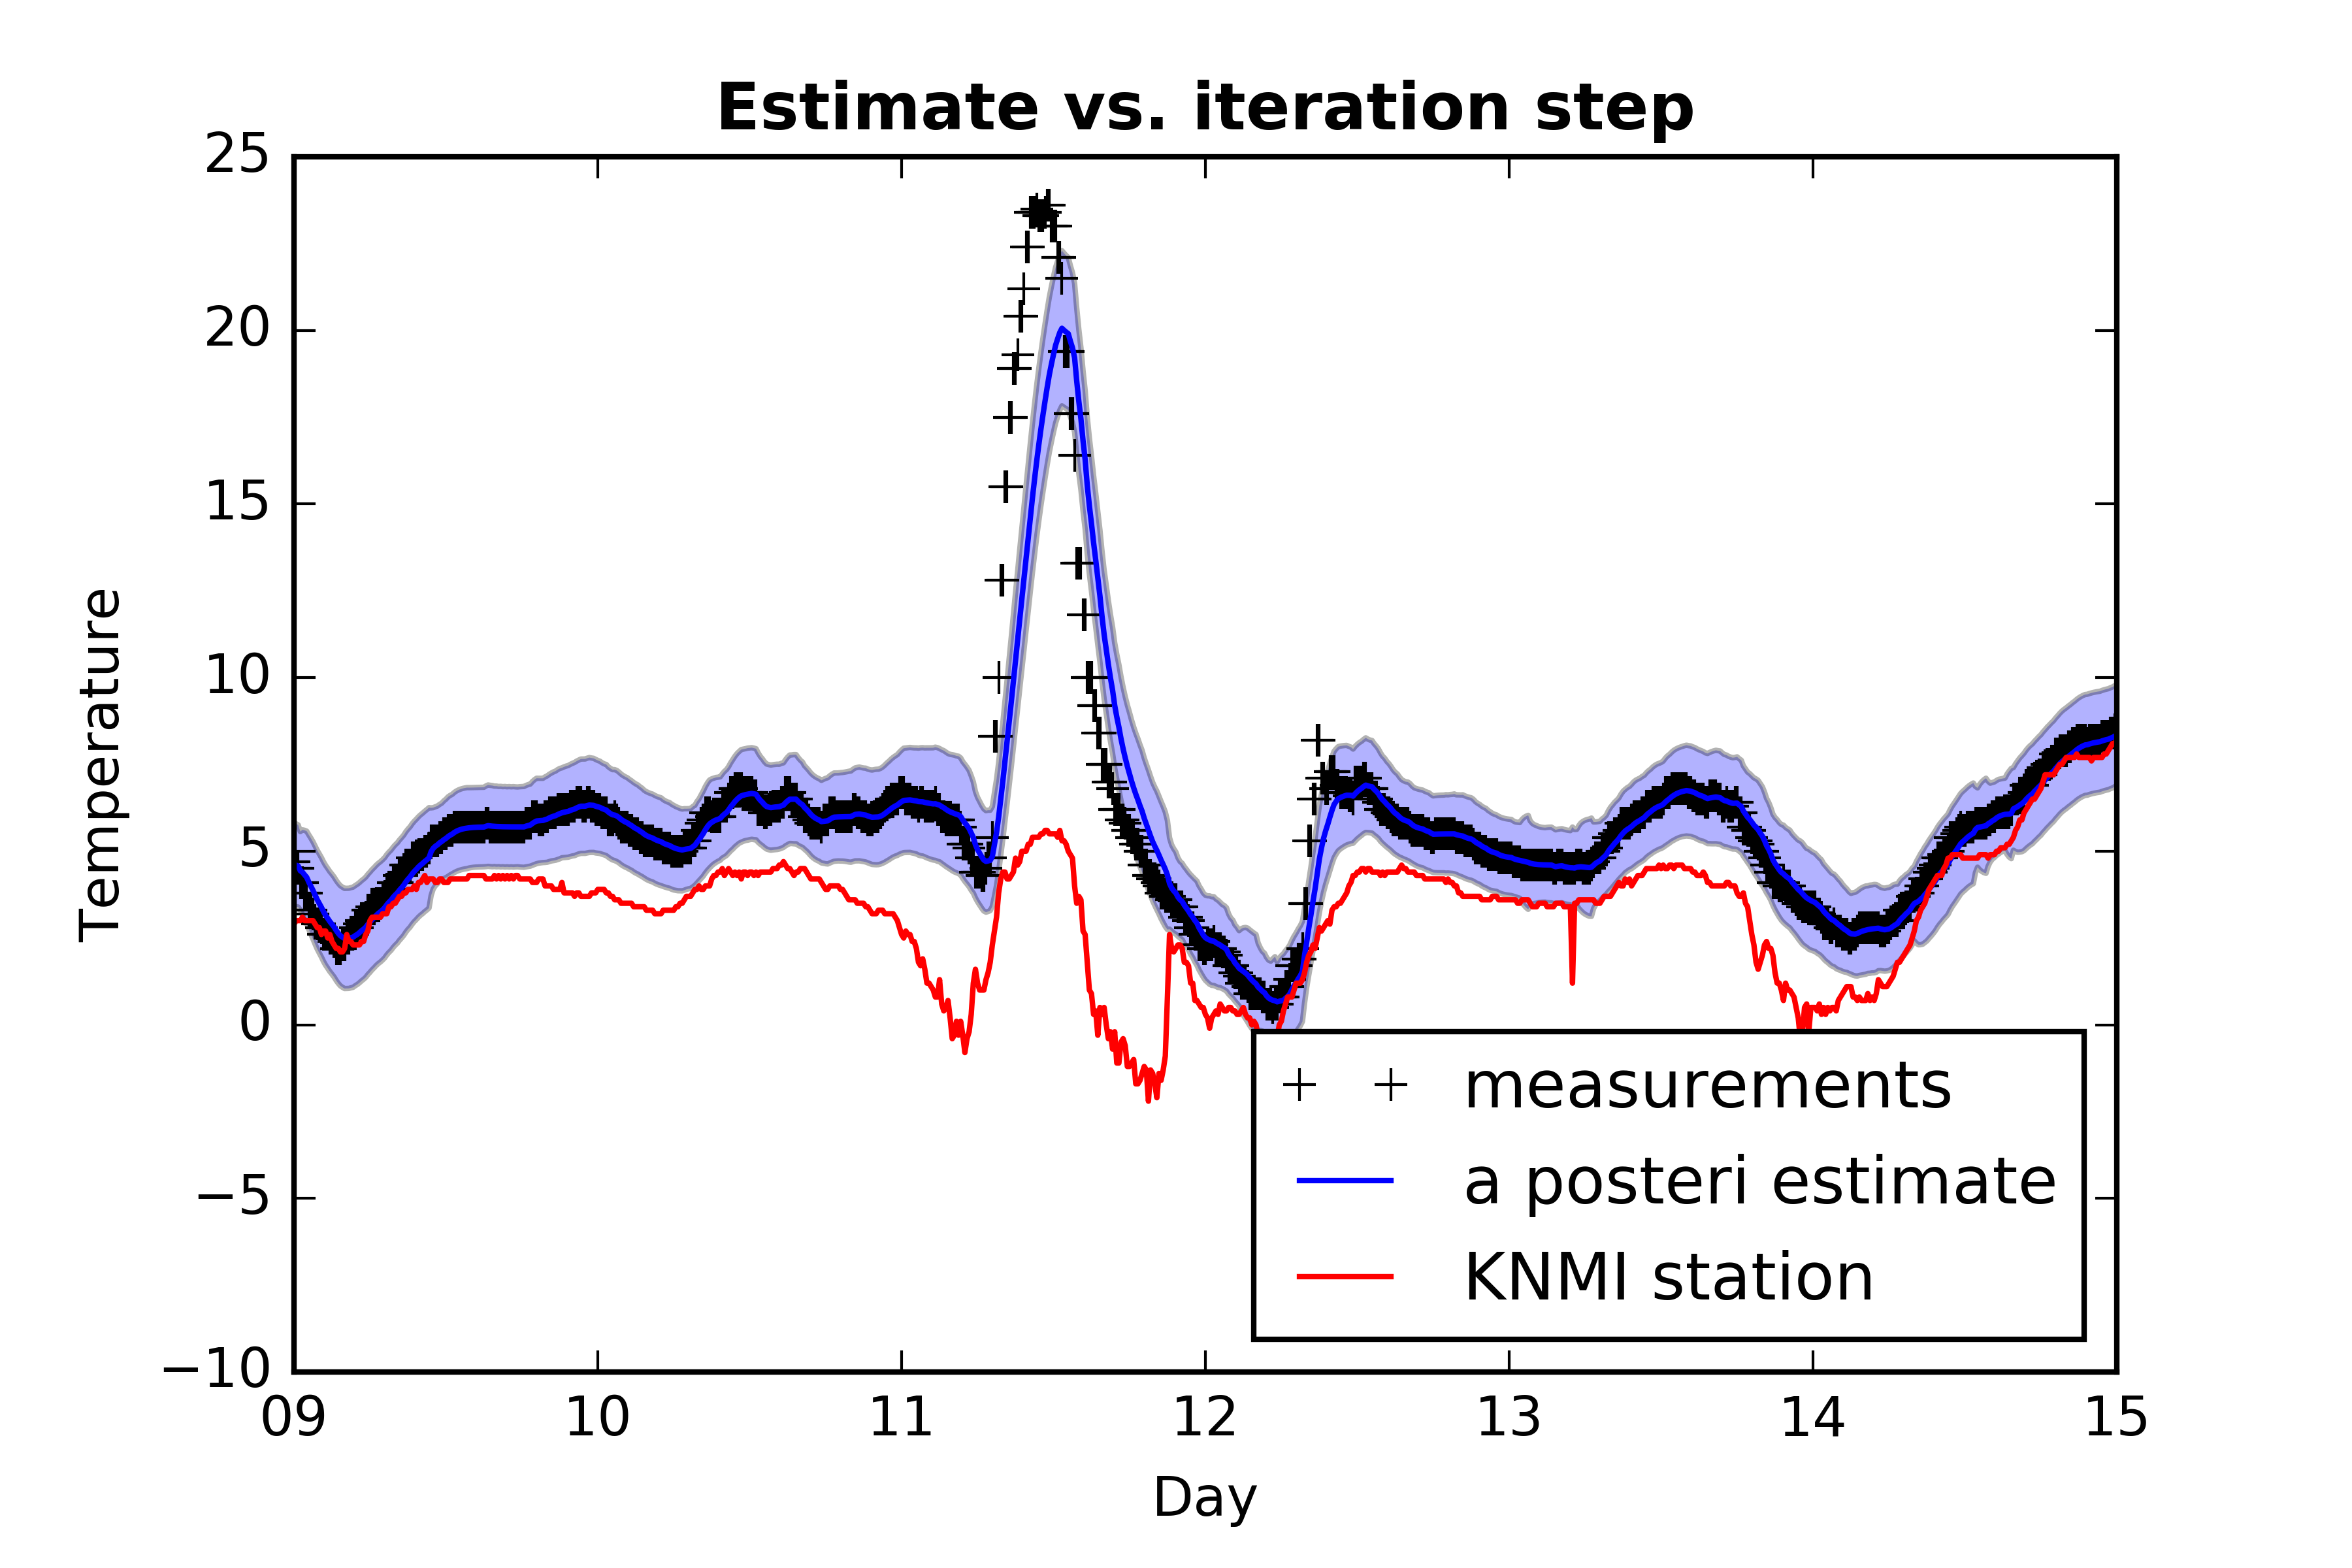 Estimate vs. iteration step
25
20
15
10
5
0
−5
−10
Temperature
09 10 11 12 13 14 15
Day
measurements
a posteri estimate
KNMI station